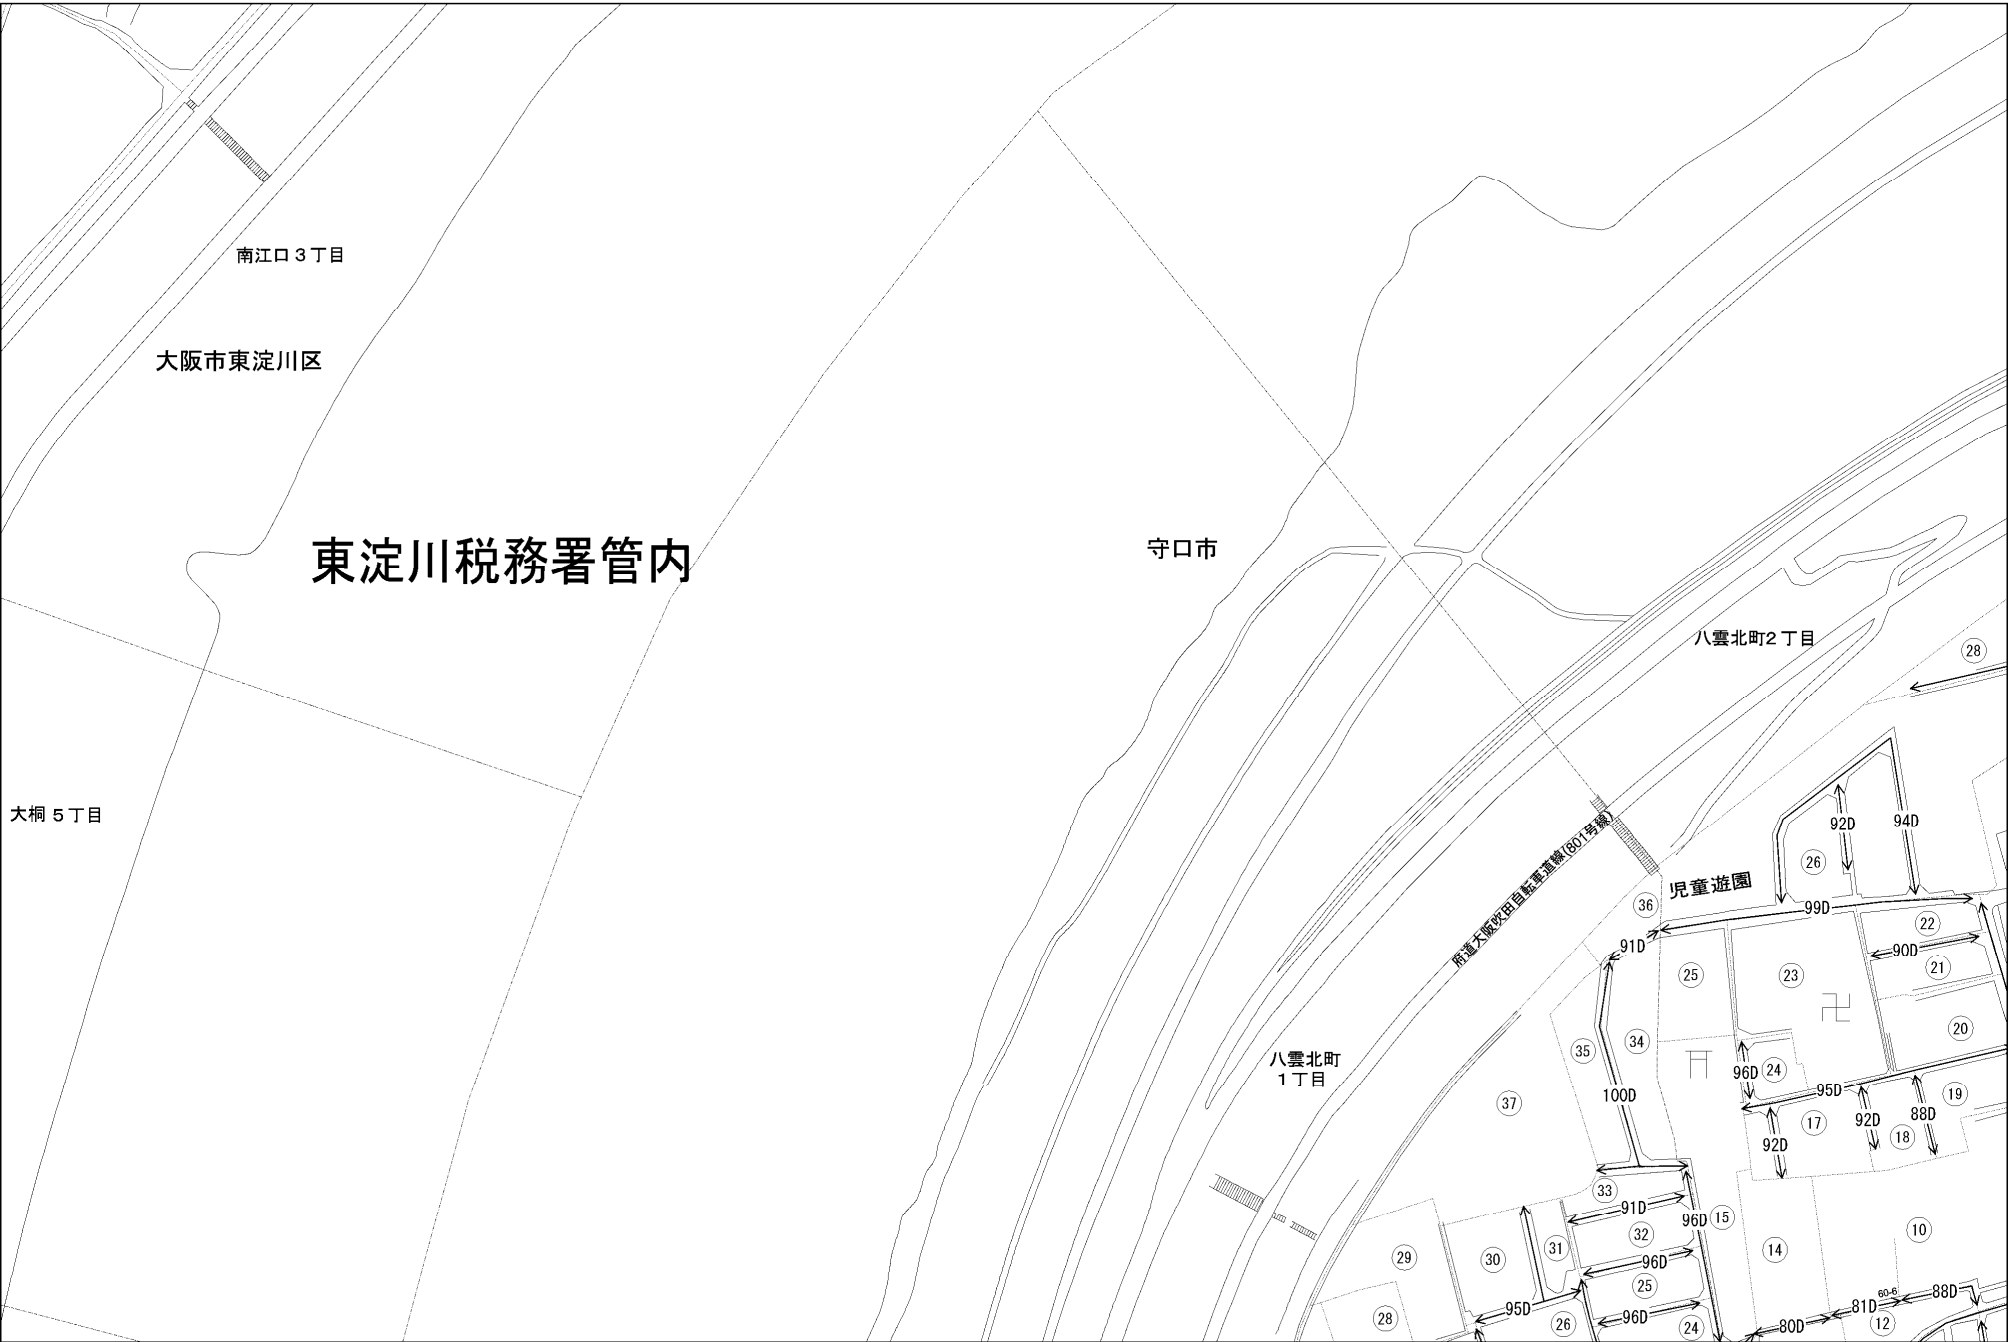 南江口３丁目
大阪市東淀川区
東淀川税務署管内
守口市
八雲北町２丁目
28
大桐５丁目
92D
94D
26
児童遊園
府道大阪吹田自転車道線(801号線)
36
99D
22
91D
90D
21
25
23
20
35
34
八雲北町
１丁目
96D
24
95D
100D
19
37
17
92D
88D
18
92D
33
91D
96D
15
32
10
31
30
29
14
96D
25
60-6
88D
95D
81D
28
26
96D
24
80D
12